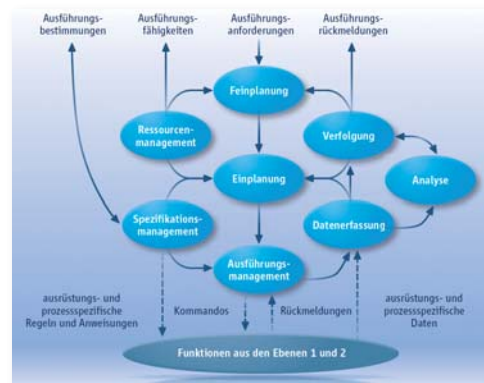 Ausführungs-
bestimmungen
Ausführungs-
fähigkeiten
Ausführungs-
anforderungen
Ausführungs-
rückmeldungen
Feinplanung
Ressourcen-
management
Verfolgung
Einplanung
Analyse
Spezifikations-
management
Datenerfassung
Ausführungs-
management
ausrüstungs- und
prozessspezifische
Regeln und Anweisungen
Kommandos
Rückmeldungen
ausrüstungs- und
prozessspezifische
Daten
Funktionen aus den Ebenen 1 und 2